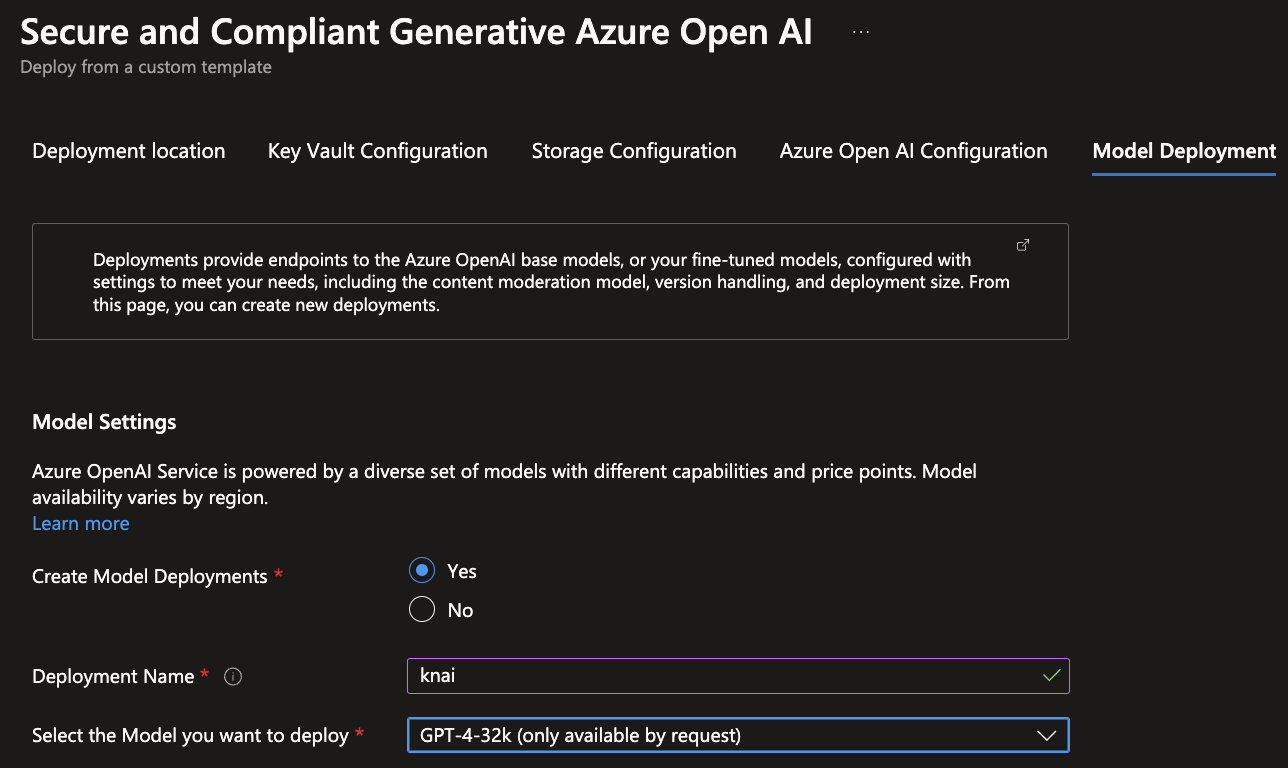 Secure and Compliant Generative Azure Open AI ...
Deploy from a custom template
Deployment location Key Vault Configuration Storage Configuration Azure Open AI Configuration Model Deployment
Deployments provide endpoints to the Azure OpenAI base models, or your fine-tuned models, configured with
settings to meet your needs, including the content moderation model, version handling, and deployment size. From
this page, you can create new deployments.
Model Settings
Azure OpenAI Service is powered by a diverse set of models with different capabilities and price points. Model
availability varies by region.
Learn more
Create Model Deployments * Yes
No
Deployment Name * knai
Select the Model you want to deploy * GPT-4-32k (only available by request)